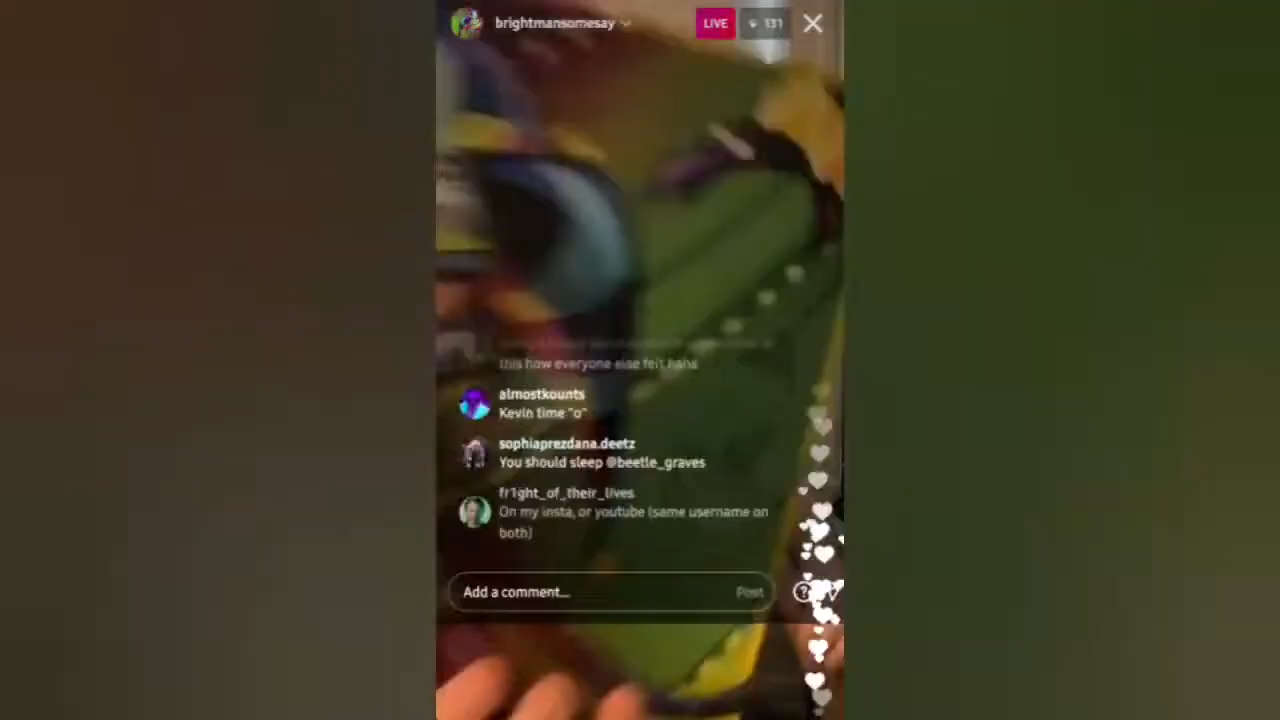 brightmansomesay
LIVE
131
this how everyone else felt haha
almostkounts
Kevin time "o"
sophiaprezdana.deetz
You should sleep @beetle_graves
fr1ght_of_their_lives
On my insta, or youtube (same username on
both)
Add a comment...
Post
?